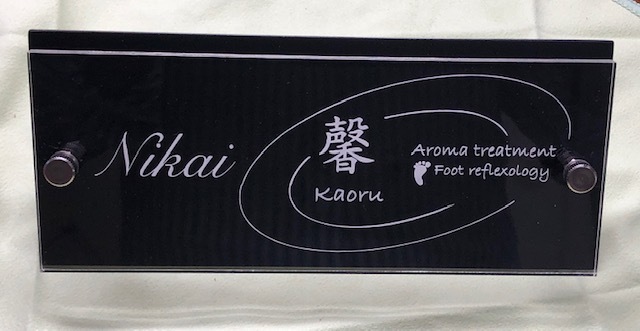 Nikai
馨
Kaoru
Aroma treatment
Foot reflexology